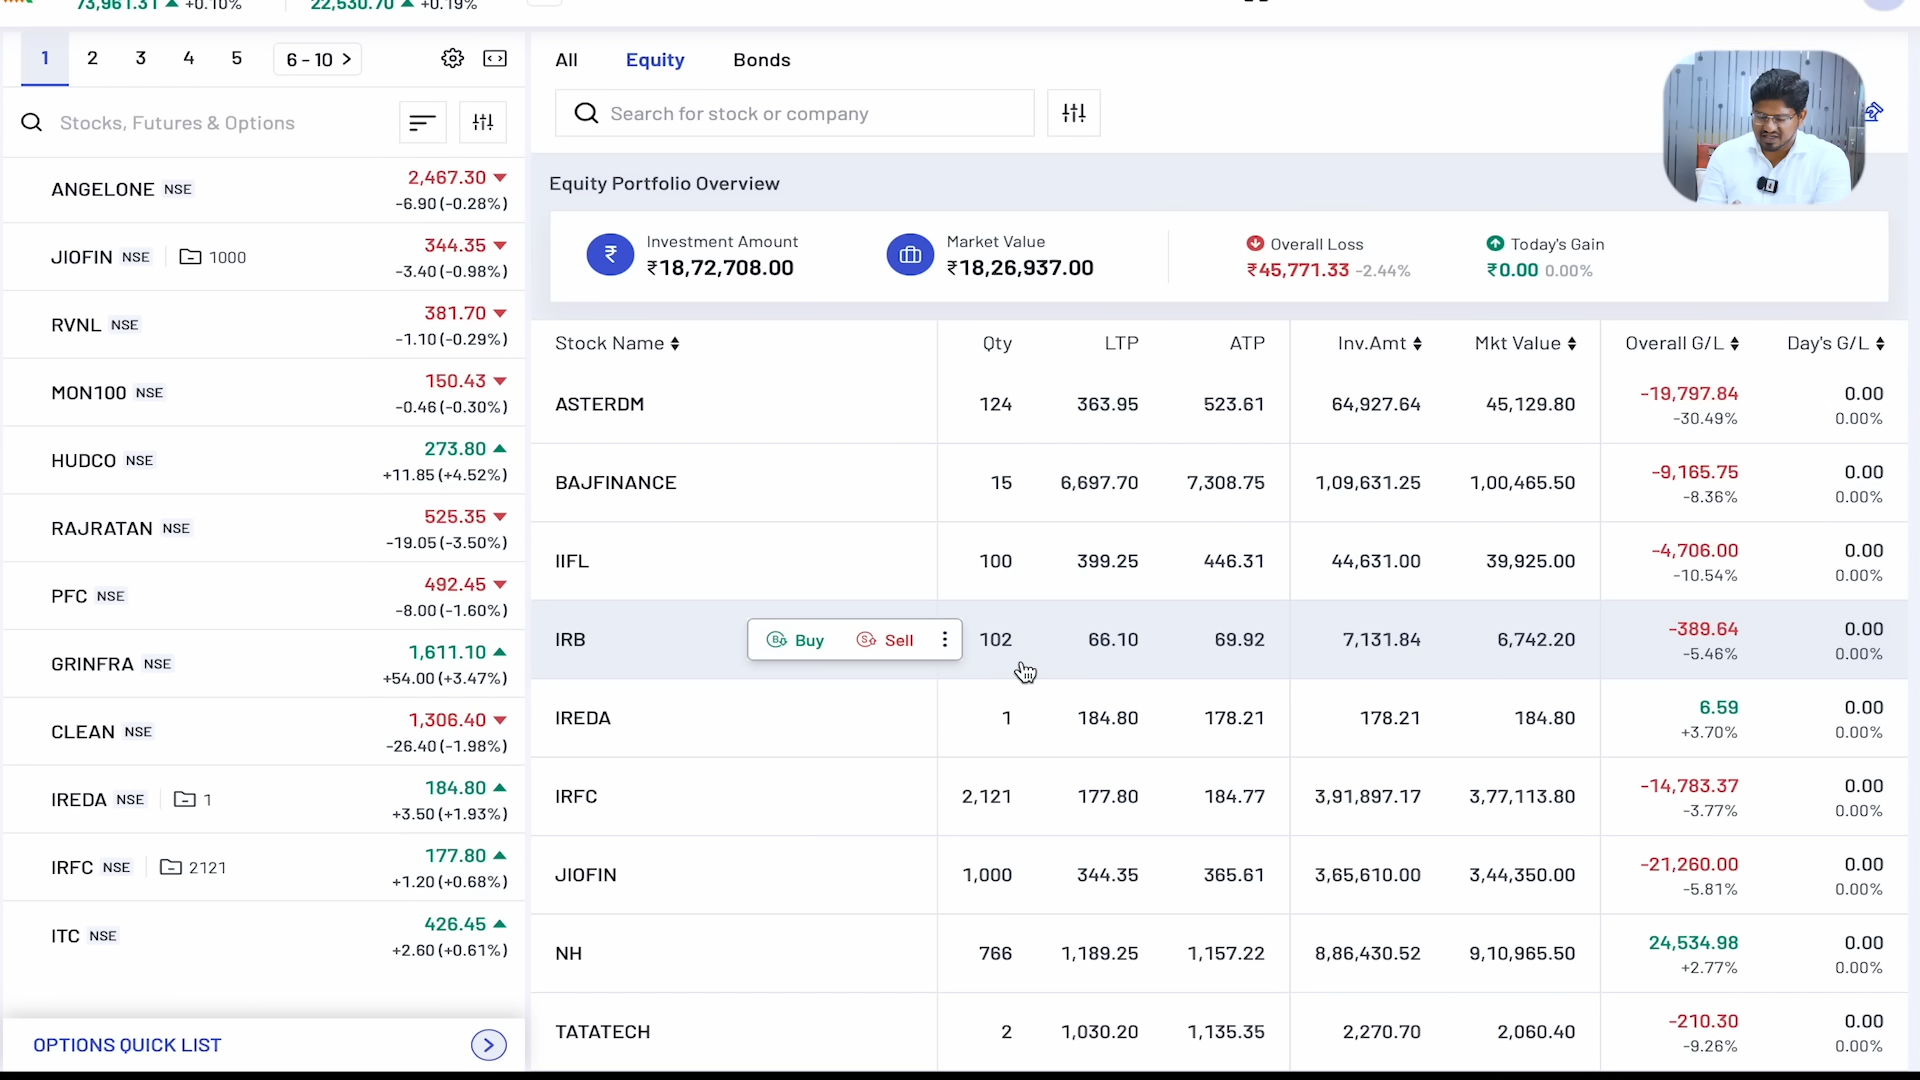 73,961.31 +0.10% 22,530.70 +0.19%
1 2 3 4 5 6 - 10
Stocks, Futures & Options
ANGELONE NSE 2,467.30
-6.90 (-0.28%)
JIOFIN NSE 1000 344.35
-3.40 (-0.98%)
RVNL NSE 381.70
-1.10 (-0.29%)
MON100 NSE 150.43
-0.46 (-0.30%)
HUDCO NSE 273.80
+11.85 (+4.52%)
RAJRATAN NSE 525.35
-19.05 (-3.50%)
PFC NSE 492.45
-8.00 (-1.60%)
GRINFRA NSE 1,611.10
+54.00 (+3.47%)
CLEAN NSE 1,306.40
-26.40 (-1.98%)
IREDA NSE 1 184.80
+3.50 (+1.93%)
IRFC NSE 2121 177.80
+1.20 (+0.68%)
ITC NSE 426.45
+2.60 (+0.61%)
OPTIONS QUICK LIST
All Equity Bonds
Search for stock or company
Equity Portfolio Overview
Investment Amount Market Value Overall Loss Today's Gain
₹18,72,708.00 ₹18,26,937.00 ₹45,771.33 -2.44% ₹0.00 0.00%
Stock Name Qty LTP ATP Inv.Amt Mkt Value Overall G/L Day's G/L
ASTERDM 124 363.95 523.61 64,927.64 45,129.80 -19,797.84 0.00
-30.49% 0.00%
BAJFINANCE 15 6,697.70 7,308.75 1,09,631.25 1,00,465.50 -9,165.75 0.00
-8.36% 0.00%
IIFL 100 399.25 446.31 44,631.00 39,925.00 -4,706.00 0.00
-10.54% 0.00%
IRB Buy Sell 102 66.10 69.92 7,131.84 6,742.20 -389.64 0.00
-5.46% 0.00%
IREDA 1 184.80 178.21 178.21 184.80 6.59 0.00
+3.70% 0.00%
IRFC 2,121 177.80 184.77 3,91,897.17 3,77,113.80 -14,783.37 0.00
-3.77% 0.00%
JIOFIN 1,000 344.35 365.61 3,65,610.00 3,44,350.00 -21,260.00 0.00
-5.81% 0.00%
NH 766 1,189.25 1,157.22 8,86,430.52 9,10,965.50 24,534.98 0.00
+2.77% 0.00%
TATATECH 2 1,030.20 1,135.35 2,270.70 2,060.40 -210.30 0.00
-9.26% 0.00%